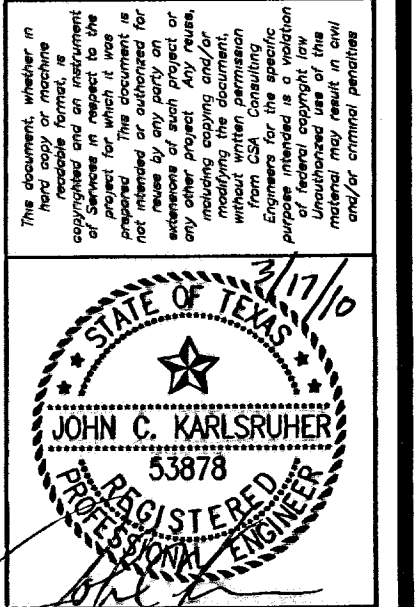 This document, whether in
hard copy or machine
readable format, is
copyrighted and an instrument
of Services in respect to the
project for which it was
prepared This document is
not intended or authorized for
reuse by any party on
extensions of such project or
any other project Any reuse,
including copying and/or
modifying the document,
without written permission
from CSA Consulting
Engineers for the specific
purpose intended is a violation
of federal copyright law
Unauthorized use of this
material may result in civil
and/or criminal penalties
3/17/10
STATE OF TEXAS
JOHN C. KARLSRUHER
53878
REGISTERED
PROFESSIONAL ENGINEER